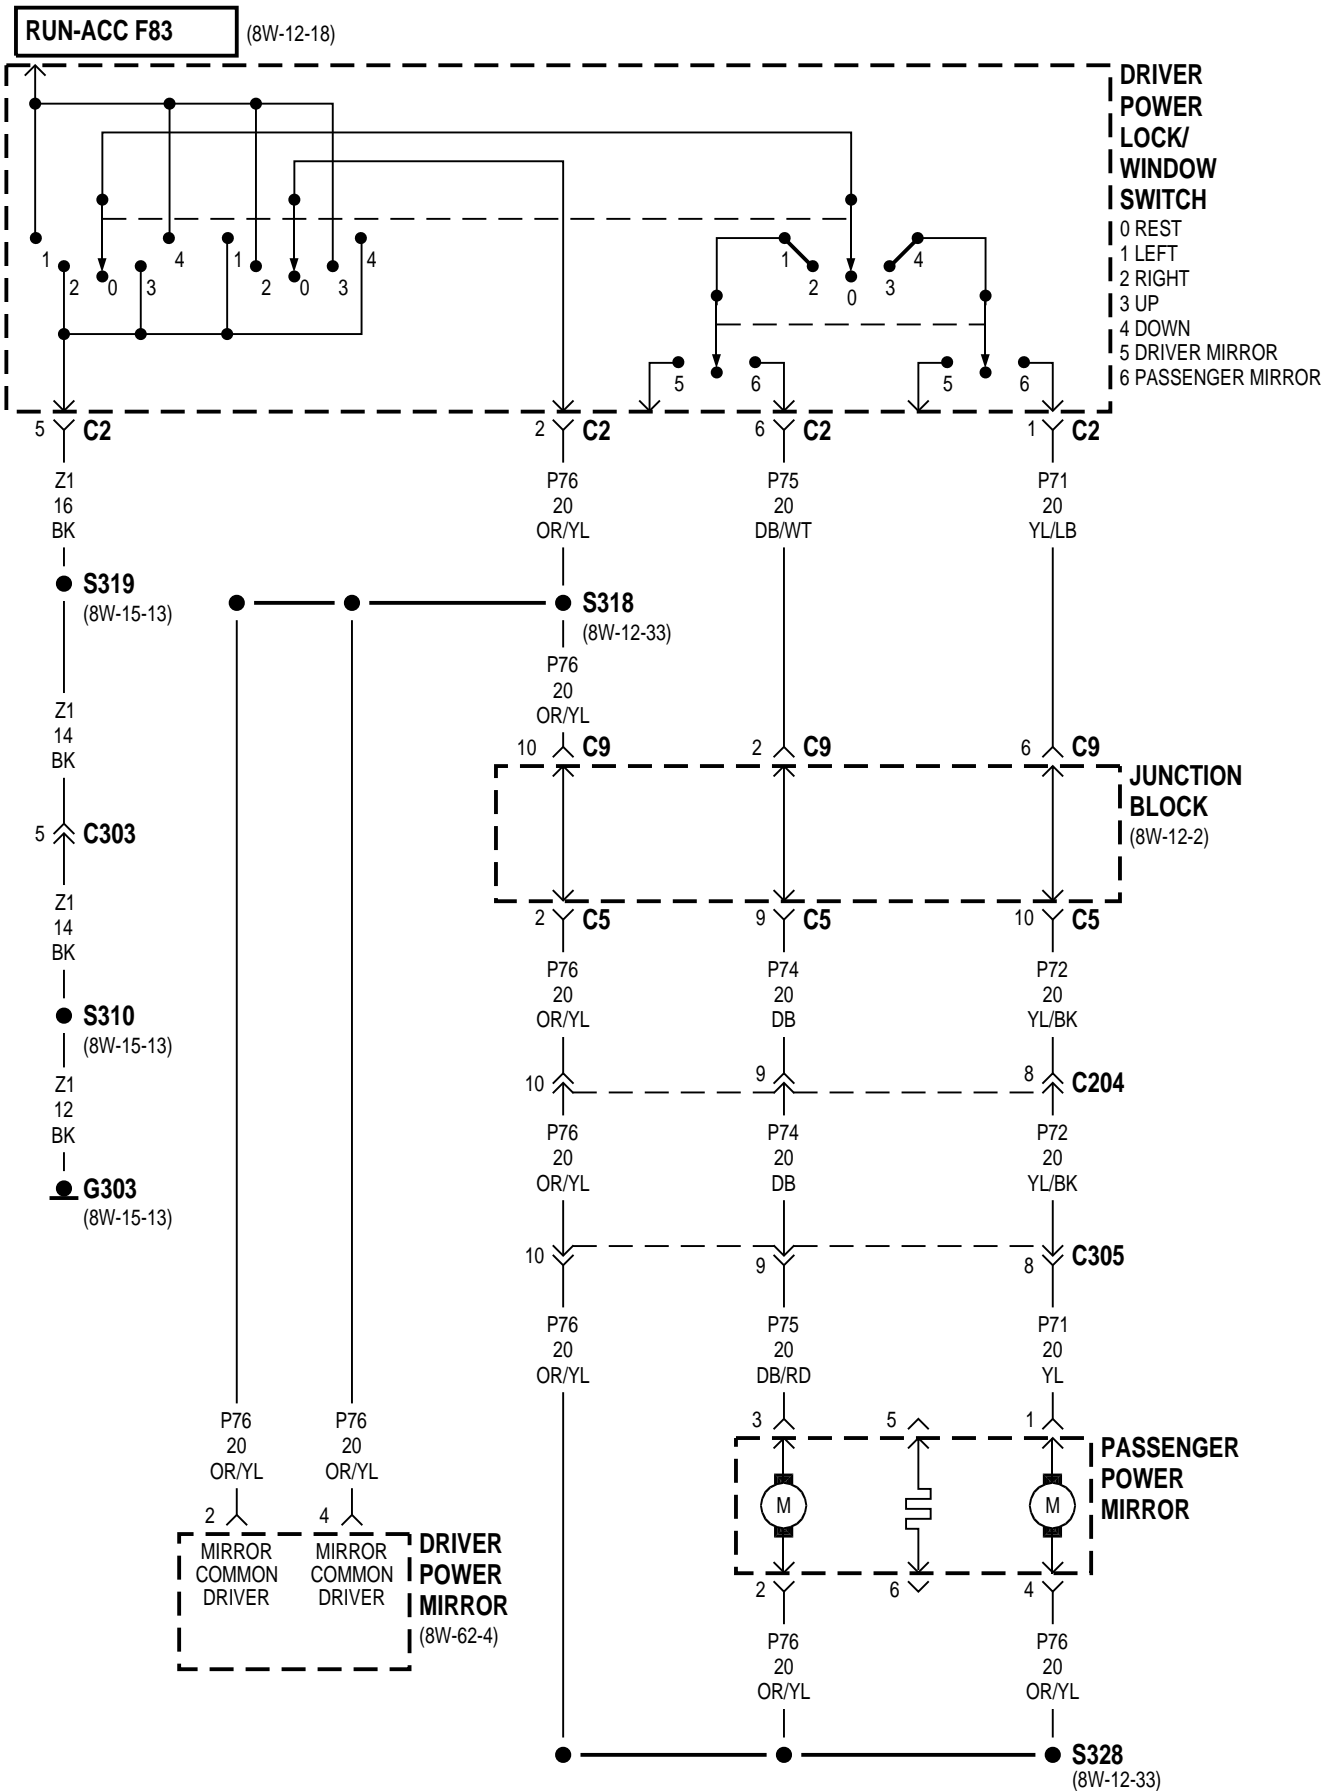 RUN-ACC F83 (8W-12-18)
DRIVER
POWER
LOCK/
WINDOW
SWITCH
0 REST
1 LEFT
2 RIGHT
3 UP
4 DOWN
5 DRIVER MIRROR
6 PASSENGER MIRROR
1 4 1 4 1 4
2 0 3 2 0 3 2 0 3
5 6 5 6
5 C2 2 C2 6 C2 1 C2
Z1 P76 P75 P71
16 20 20 20
BK OR/YL DB/WT YL/LB
S319
(8W-15-13)
S318
(8W-12-33)
P76
20
OR/YL
Z1
14
BK
10 C9 2 C9 6 C9
JUNCTION
BLOCK
(8W-12-2)
5 C303
Z1
14
BK
2 C5 9 C5 10 C5
P76 P74 P72
20 20 20
OR/YL DB YL/BK
S310
(8W-15-13)
10 9 8 C204
Z1
12
BK
P76 P74 P72
20 20 20
OR/YL DB YL/BK
G303
(8W-15-13)
10 9 8 C305
P76 P75 P71
20 20 20
OR/YL DB/RD YL
P76 P76
20 20
OR/YL OR/YL
3 5 1
PASSENGER
POWER
MIRROR
M M
2 4
MIRROR MIRROR
COMMON COMMON
DRIVER DRIVER
DRIVER
POWER
MIRROR
(8W-62-4)
2 6 4
P76 P76
20 20
OR/YL OR/YL
S328
(8W-12-33)